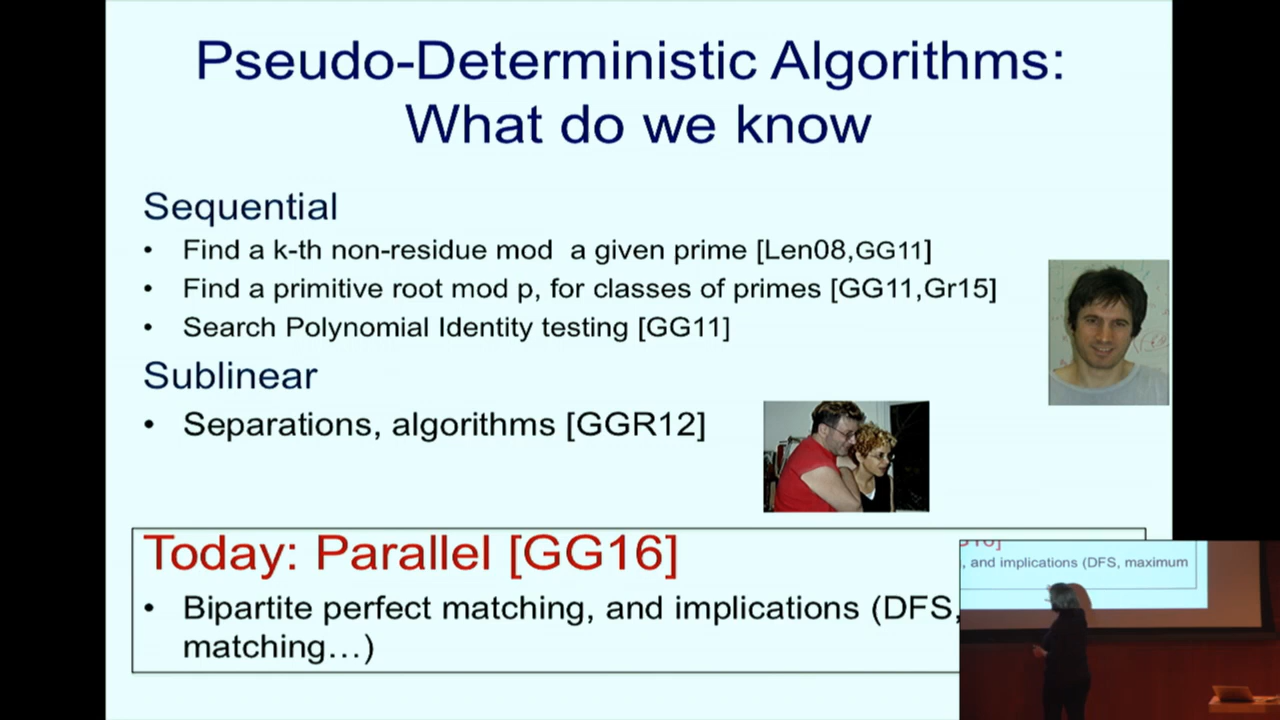 Pseudo-Deterministic Algorithms:
What do we know
Sequential
• Find a k-th non-residue mod a given prime [Len08,GG11]
• Find a primitive root mod p, for classes of primes [GG11,Gr15]
• Search Polynomial Identity testing [GG11]
Sublinear
• Separations, algorithms [GGR12]
Today: Parallel [GG16]
• Bipartite perfect matching, and implications (DFS,
matching…)
, and implications (DFS, maximum